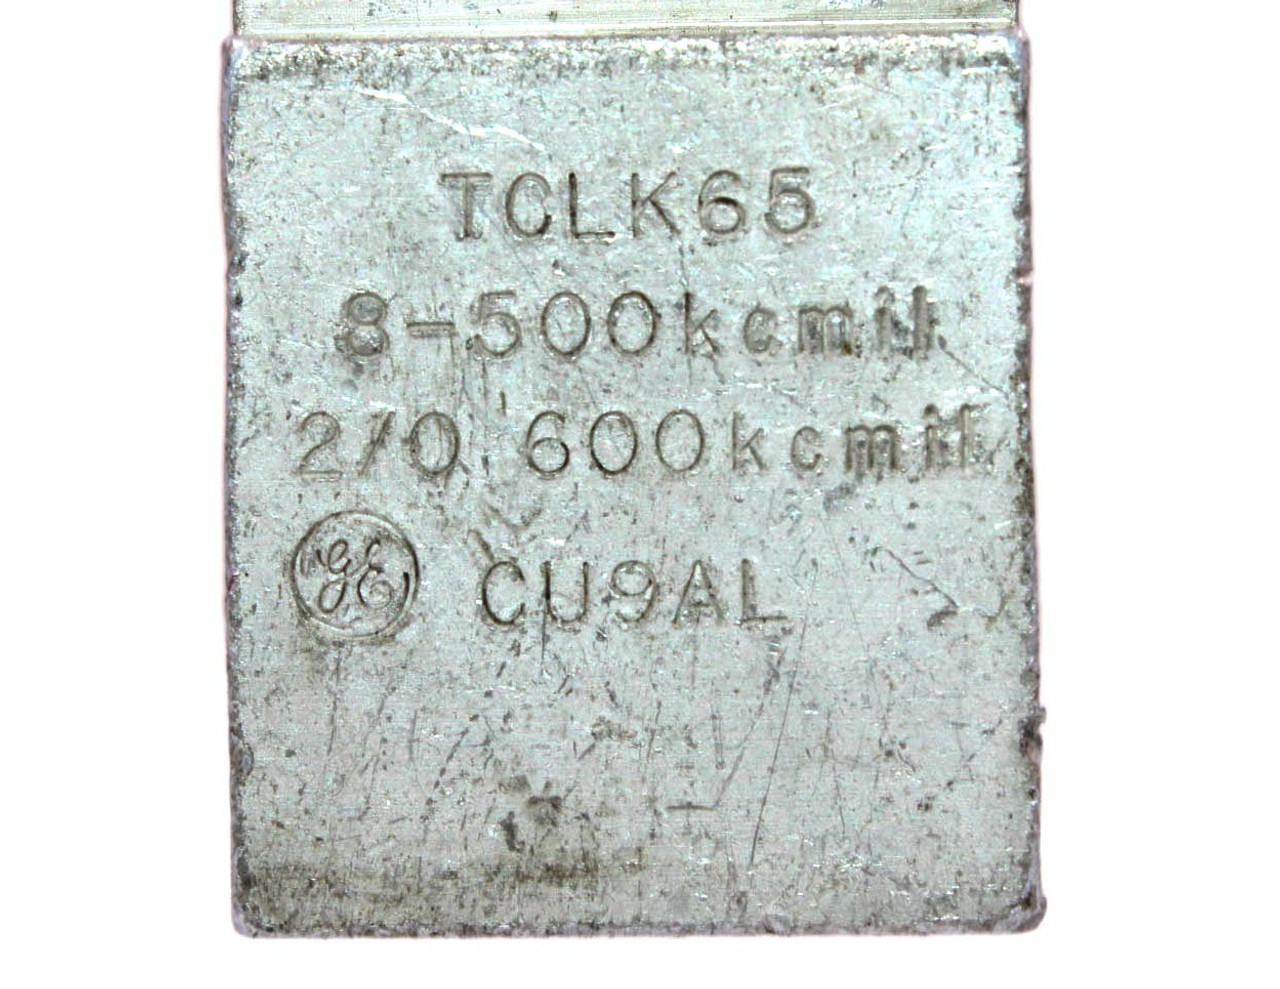 TCLK65
8-500kcmil
2/0 600kcmil
GE CU9AL